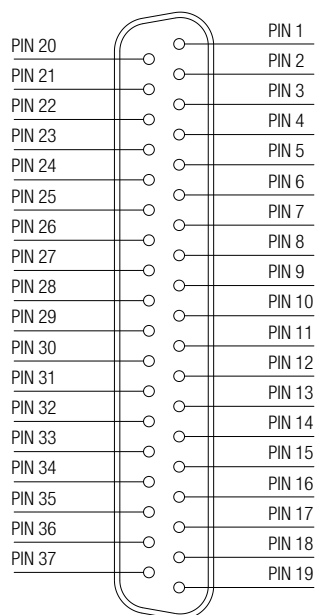 PIN 1
PIN 2
PIN 3
PIN 4
PIN 5
PIN 6
PIN 7
PIN 8
PIN 9
PIN 10
PIN 11
PIN 12
PIN 13
PIN 14
PIN 15
PIN 16
PIN 17
PIN 18
PIN 19
PIN 20
PIN 21
PIN 22
PIN 23
PIN 24
PIN 25
PIN 26
PIN 27
PIN 28
PIN 29
PIN 30
PIN 31
PIN 32
PIN 33
PIN 34
PIN 35
PIN 36
PIN 37